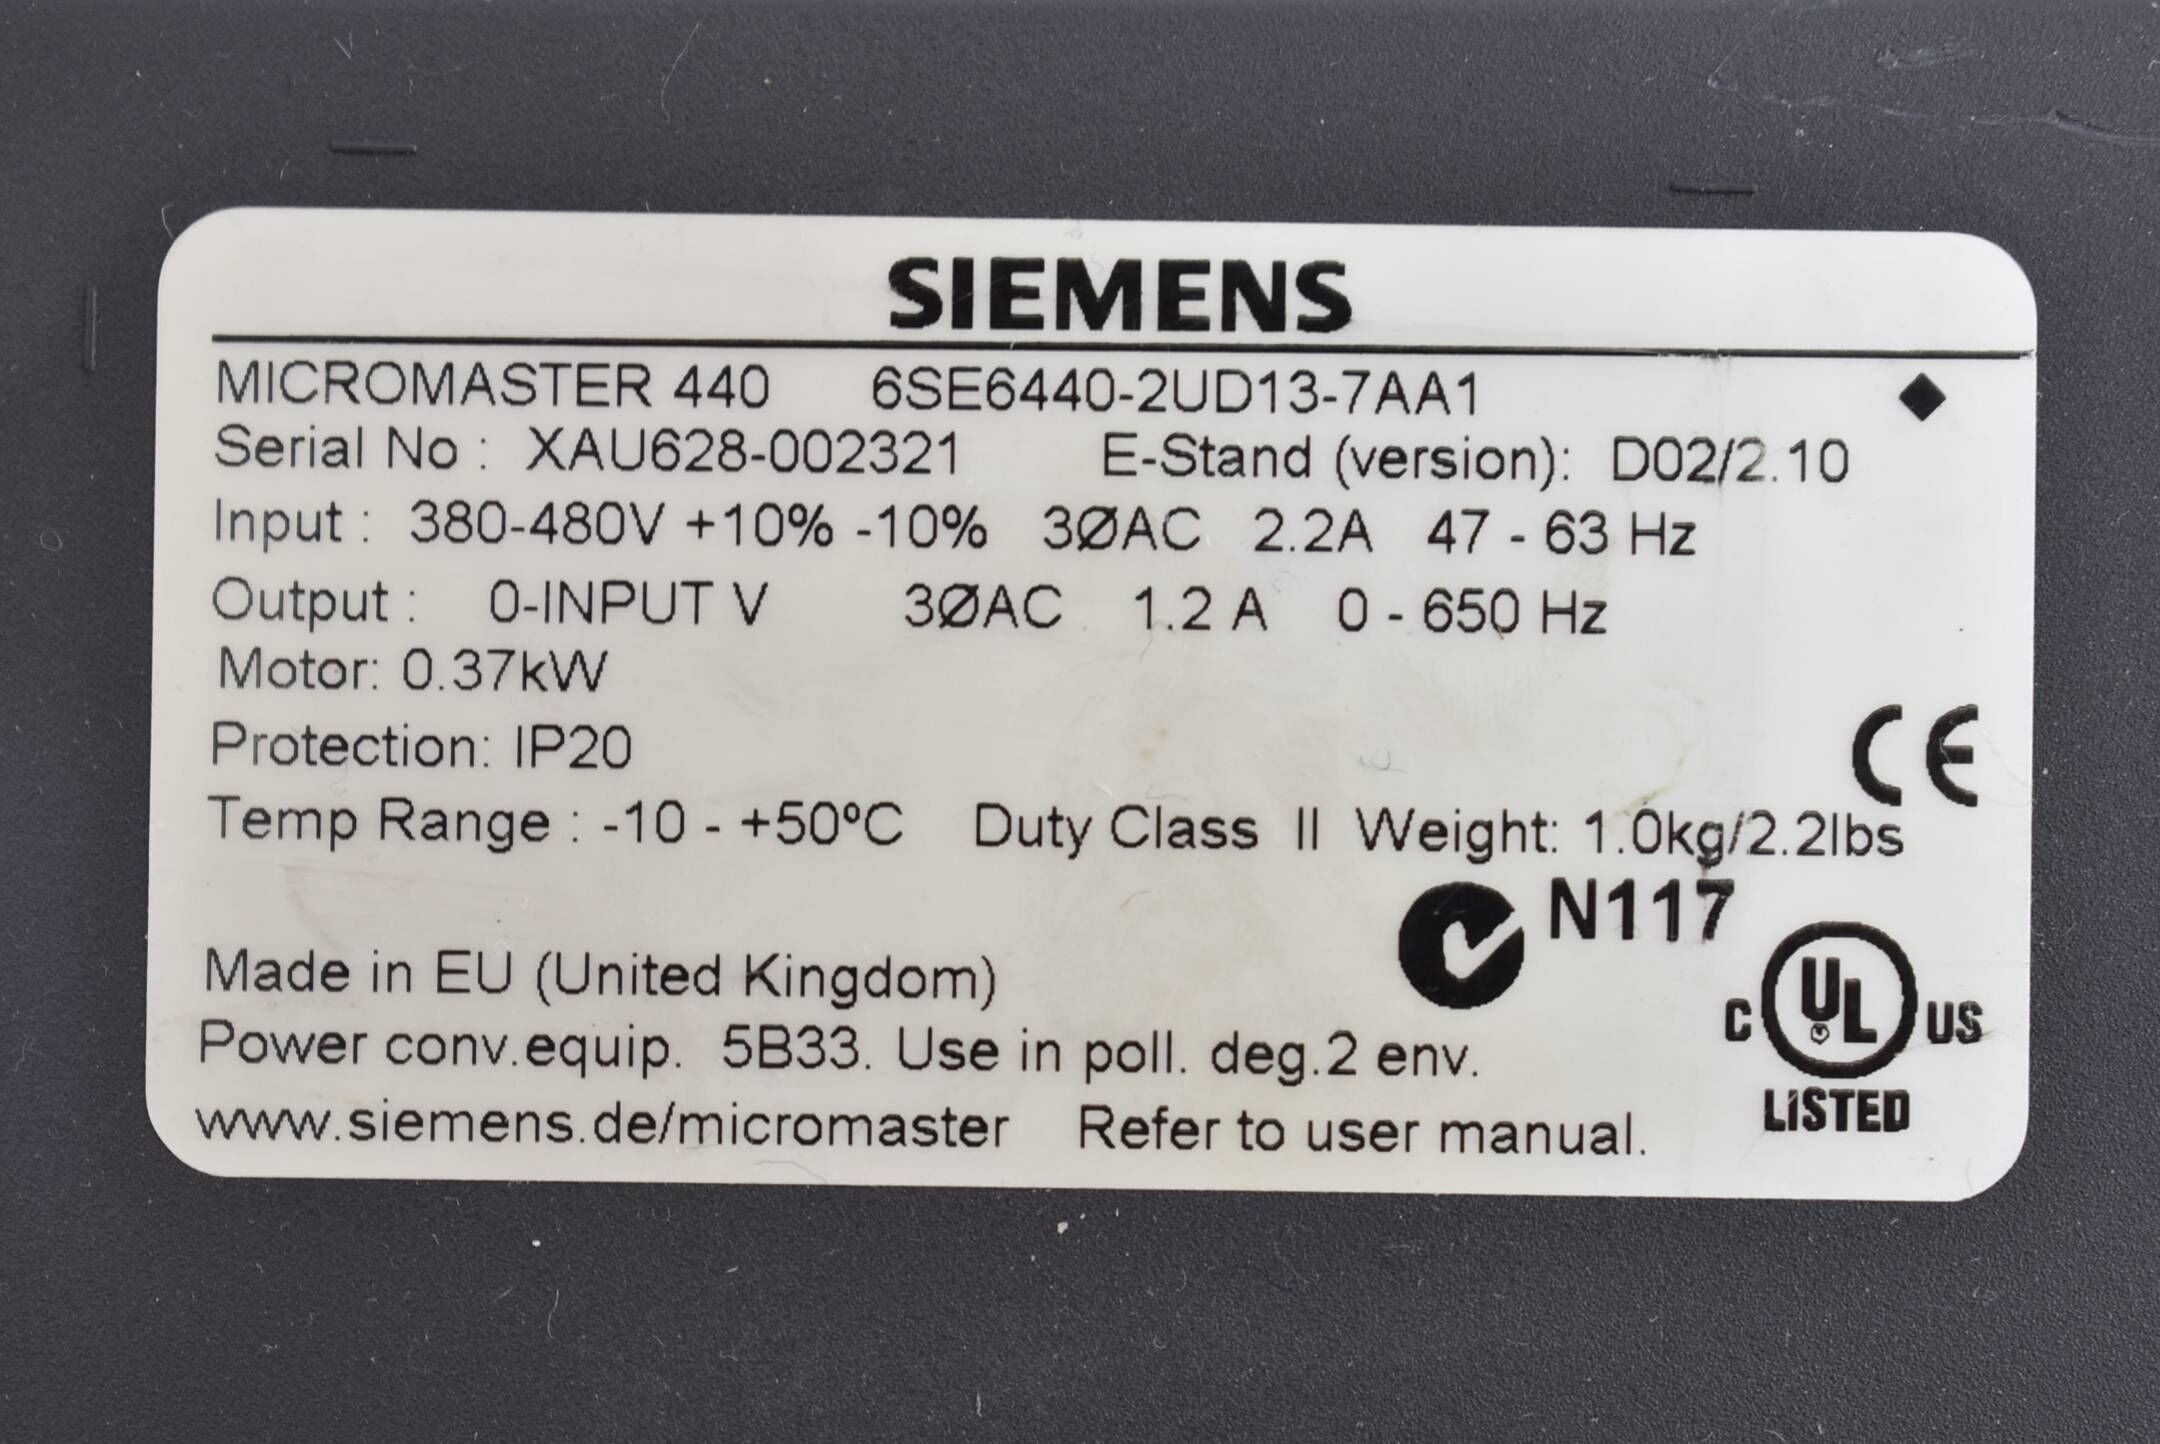 SIEMENS
MICROMASTER 440 6SE6440-2UD13-7AA1
Serial No : XAU628-002321 E-Stand (version): D02/2.10
Input : 380-480V +10% -10% 3ØAC 2.2A 47 - 63 Hz
Output : 0-INPUT V 3ØAC 1.2 A 0 - 650 Hz
Motor: 0.37kW
Protection: IP20
CE
Temp Range : -10 - +50ºC Duty Class II Weight: 1.0kg/2.2lbs
N117
Made in EU (United Kingdom)
C UL US
Power conv.equip. 5B33. Use in poll. deg.2 env.
LISTED
www.siemens.de/micromaster Refer to user manual.